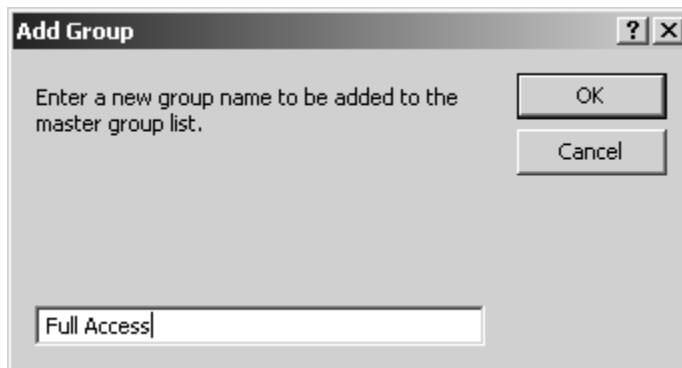 Add Group
? X
Enter a new group name to be added to the
master group list.
OK
Cancel
Full Access